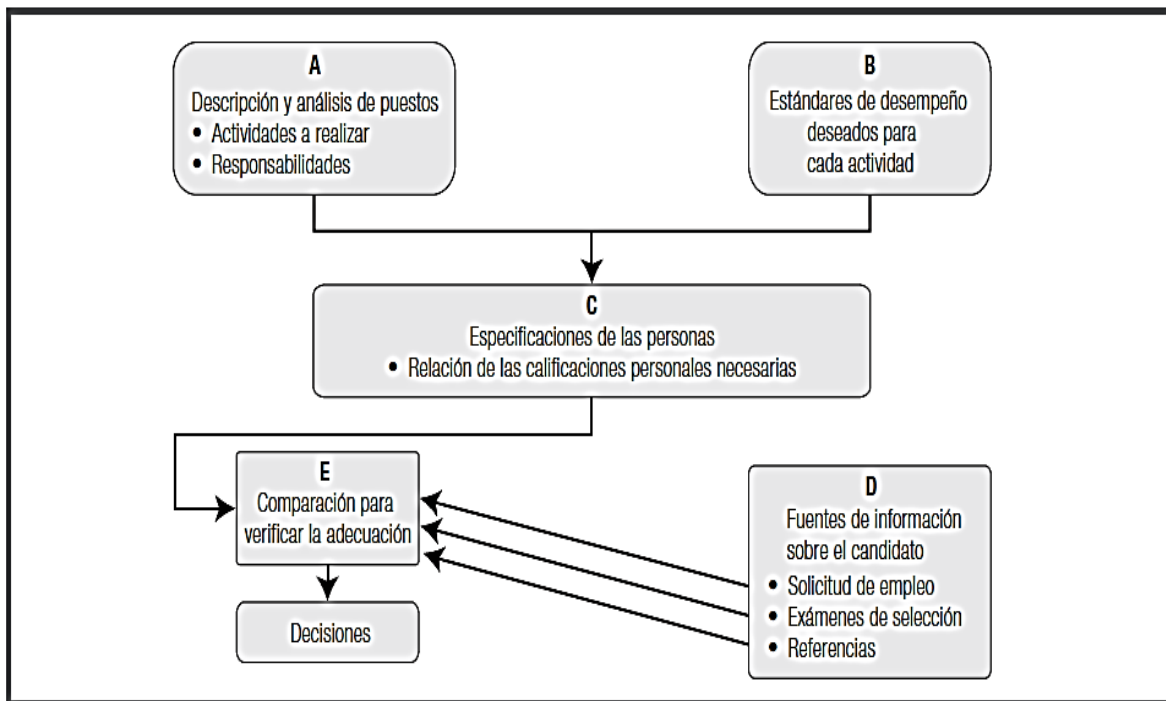 A
Descripción y análisis de puestos
• Actividades a realizar
• Responsabilidades
B
Estándares de desempeño
deseados para
cada actividad
C
Especificaciones de las personas
• Relación de las calificaciones personales necesarias
E
Comparación para
verificar la adecuación
D
Fuentes de información
sobre el candidato
• Solicitud de empleo
• Exámenes de selección
• Referencias
Decisiones